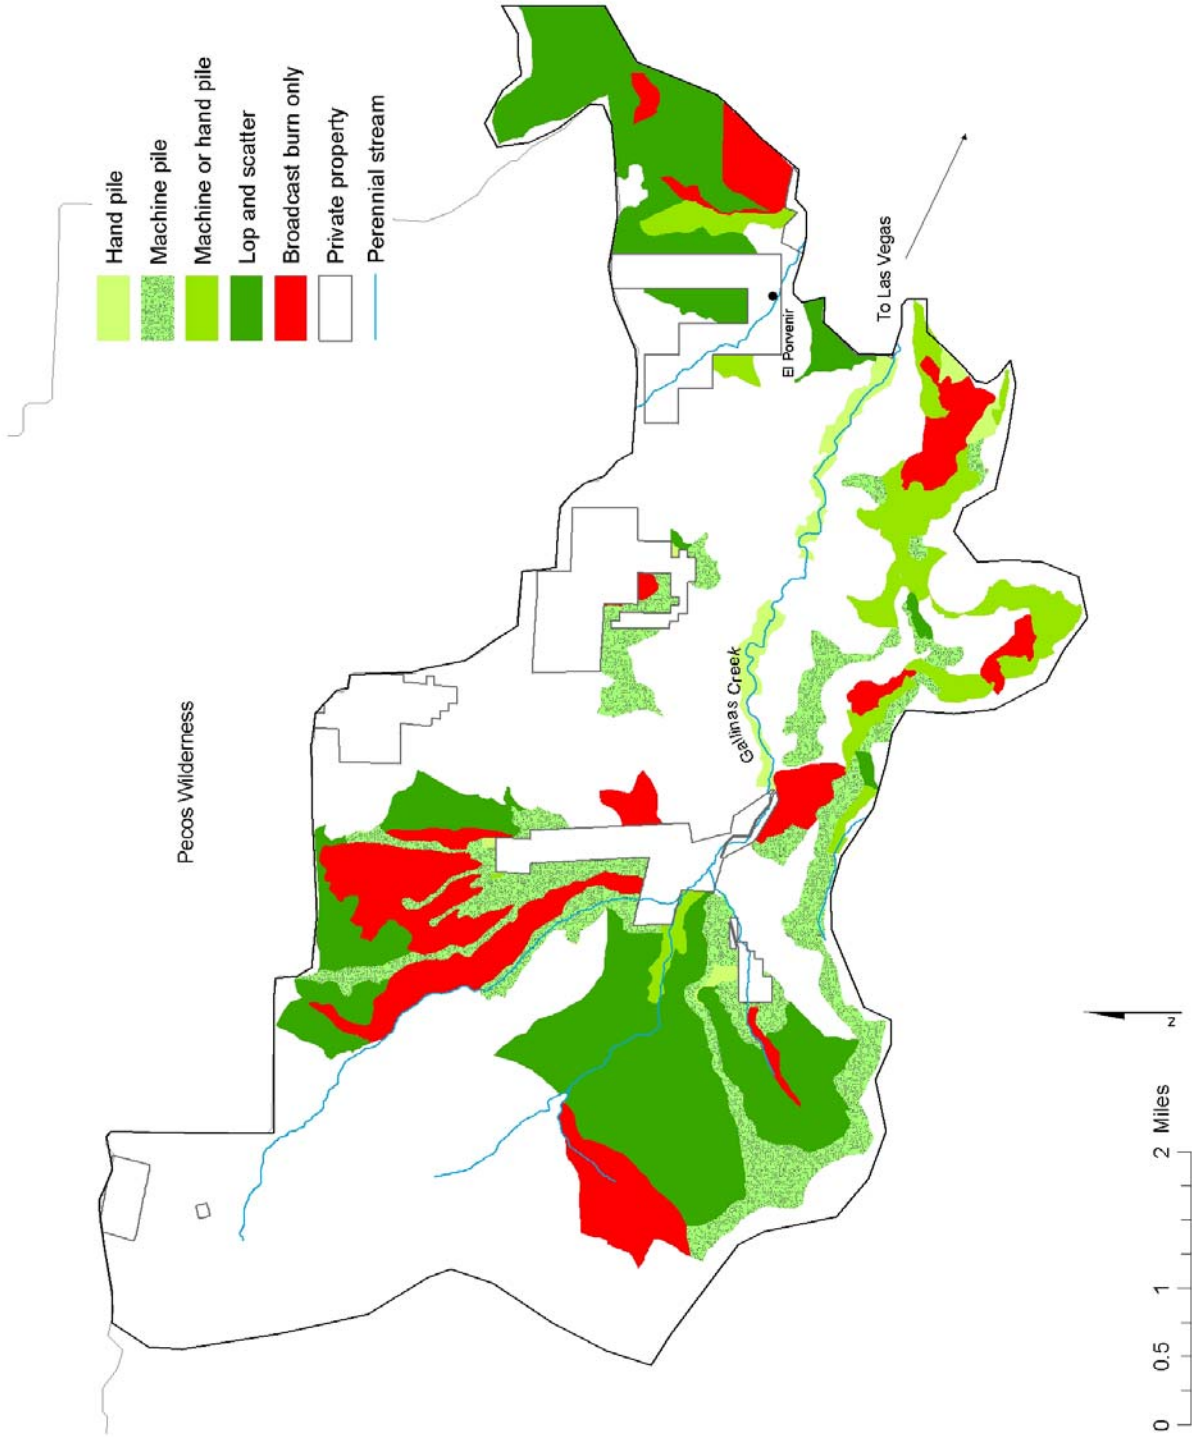 Hand pile
Machine pile
Machine or hand pile
Lop and scatter
Broadcast burn only
Private property
Perennial stream
Pecos Wilderness
Gallinas Creek
El Porvenir
To Las Vegas
N
0 0.5 1 2 Miles